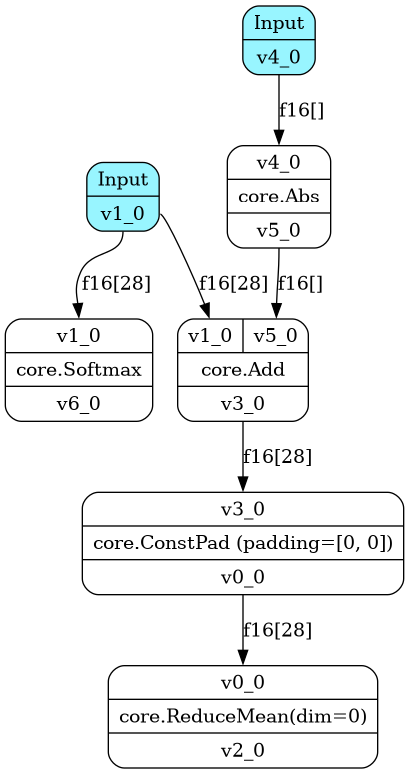 Input
v4_0
f16[]
v4_0
core.Abs
v5_0
Input
v1_0
f16[28]
f16[28]
f16[]
v1_0
core.Softmax
v6_0
v1_0 v5_0
core.Add
v3_0
f16[28]
v3_0
core.ConstPad (padding=[0, 0])
v0_0
f16[28]
v0_0
core.ReduceMean(dim=0)
v2_0